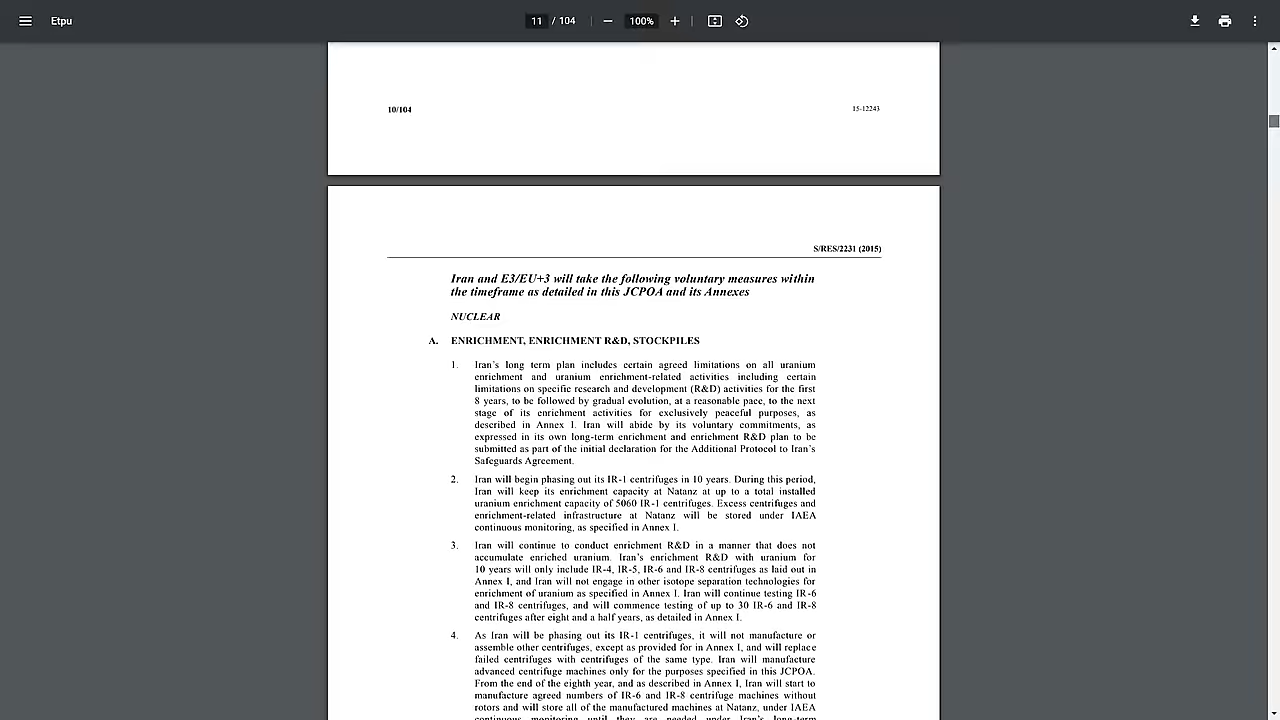 Etpu
11 / 104
100%
10/104
15-12243
S/RES/2231 (2015)
Iran and E3/EU+3 will take the following voluntary measures within
the timeframe as detailed in this JCPOA and its Annexes
NUCLEAR
A. ENRICHMENT, ENRICHMENT R&D, STOCKPILES
1. Iran's long term plan includes certain agreed limitations on all uranium
enrichment and uranium enrichment-related activities including certain
limitations on specific research and development (R&D) activities for the first
8 years, to be followed by gradual evolution, at a reasonable pace, to the next
stage of its enrichment activities for exclusively peaceful purposes, as
described in Annex I. Iran will abide by its voluntary commitments, as
expressed in its own long-term enrichment and enrichment R&D plan to be
submitted as part of the initial declaration for the Additional Protocol to Iran's
Safeguards Agreement.
2. Iran will begin phasing out its IR-1 centrifuges in 10 years. During this period,
Iran will keep its enrichment capacity at Natanz at up to a total installed
uranium enrichment capacity of 5060 IR-1 centrifuges. Excess centrifuges and
enrichment-related infrastructure at Natanz will be stored under IAEA
continuous monitoring, as specified in Annex I.
3. Iran will continue to conduct enrichment R&D in a manner that does not
accumulate enriched uranium. Iran's enrichment R&D with uranium for
10 years will only include IR-4, IR-5, IR-6 and IR-8 centrifuges as laid out in
Annex I, and Iran will not engage in other isotope separation technologies for
enrichment of uranium as specified in Annex I. Iran will continue testing IR-6
and IR-8 centrifuges, and will commence testing of up to 30 IR-6 and IR-8
centrifuges after eight and a half years, as detailed in Annex I.
4. As Iran will be phasing out its IR-1 centrifuges, it will not manufacture or
assemble other centrifuges, except as provided for in Annex I, and will replace
failed centrifuges with centrifuges of the same type. Iran will manufacture
advanced centrifuge machines only for the purposes specified in this JCPOA.
From the end of the eighth year, and as described in Annex I, Iran will start to
manufacture agreed numbers of IR-6 and IR-8 centrifuge machines without
rotors and will store all of the manufactured machines at Natanz, under IAEA
continuous monitoring until they are needed under Iran's long-term